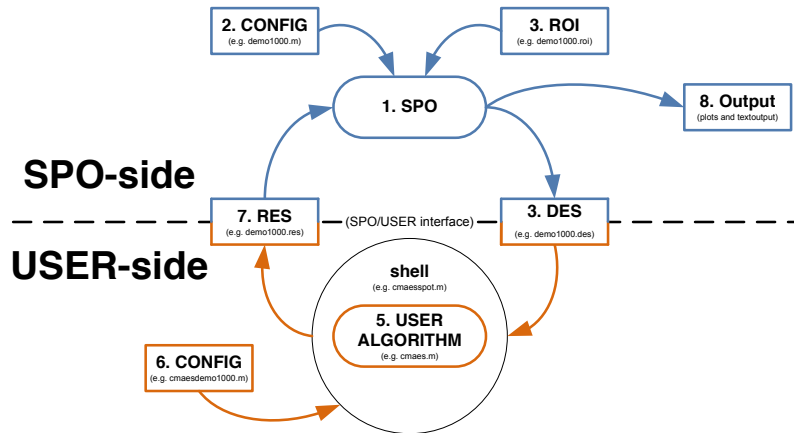 2. CONFIG
(e.g. demo1000.m)
3. ROI
(e.g. demo1000.roi)
1. SPO
8. Output
(plots and textoutput)
SPO-side
7. RES
(e.g. demo1000.res)
(SPO/USER interface)
3. DES
(e.g. demo1000.des)
USER-side
shell
(e.g. cmaesspot.m)
5. USER
ALGORITHM
(e.g. cmaes.m)
6. CONFIG
(e.g. cmaesdemo1000.m)